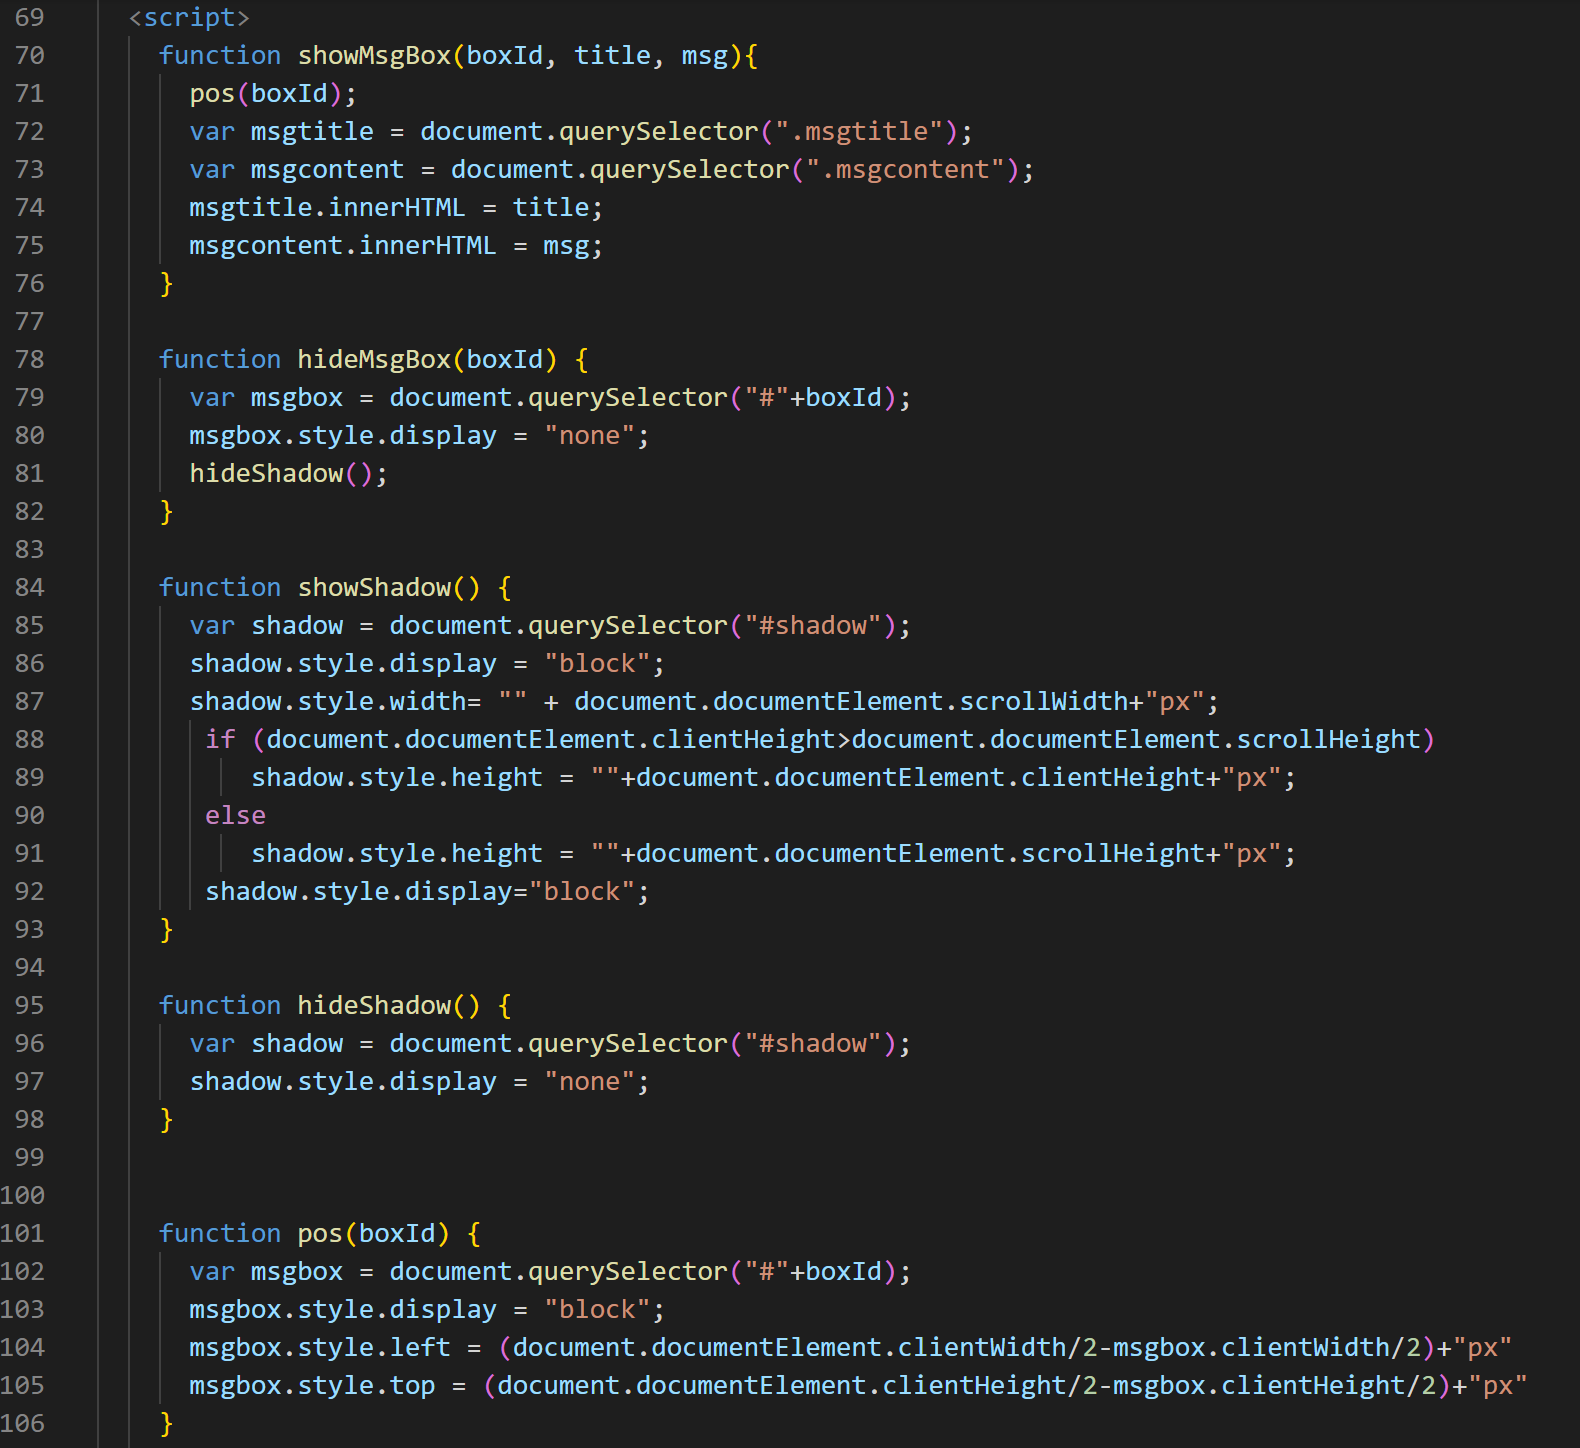 69 <script>
70 function showMsgBox(boxId, title, msg){
71 pos(boxId);
72 var msgtitle = document.querySelector(".msgtitle");
73 var msgcontent = document.querySelector(".msgcontent");
74 msgtitle.innerHTML = title;
75 msgcontent.innerHTML = msg;
76 }
77
78 function hideMsgBox(boxId) {
79 var msgbox = document.querySelector("#"+boxId);
80 msgbox.style.display = "none";
81 hideShadow();
82 }
83
84 function showShadow() {
85 var shadow = document.querySelector("#shadow");
86 shadow.style.display = "block";
87 shadow.style.width= "" + document.documentElement.scrollWidth+"px";
88 if (document.documentElement.clientHeight>document.documentElement.scrollHeight)
89 shadow.style.height = ""+document.documentElement.clientHeight+"px";
90 else
91 shadow.style.height = ""+document.documentElement.scrollHeight+"px";
92 shadow.style.display="block";
93 }
94
95 function hideShadow() {
96 var shadow = document.querySelector("#shadow");
97 shadow.style.display = "none";
98 }
99
100
101 function pos(boxId) {
102 var msgbox = document.querySelector("#"+boxId);
103 msgbox.style.display = "block";
104 msgbox.style.left = (document.documentElement.clientWidth/2-msgbox.clientWidth/2)+"px"
105 msgbox.style.top = (document.documentElement.clientHeight/2-msgbox.clientHeight/2)+"px"
106 }